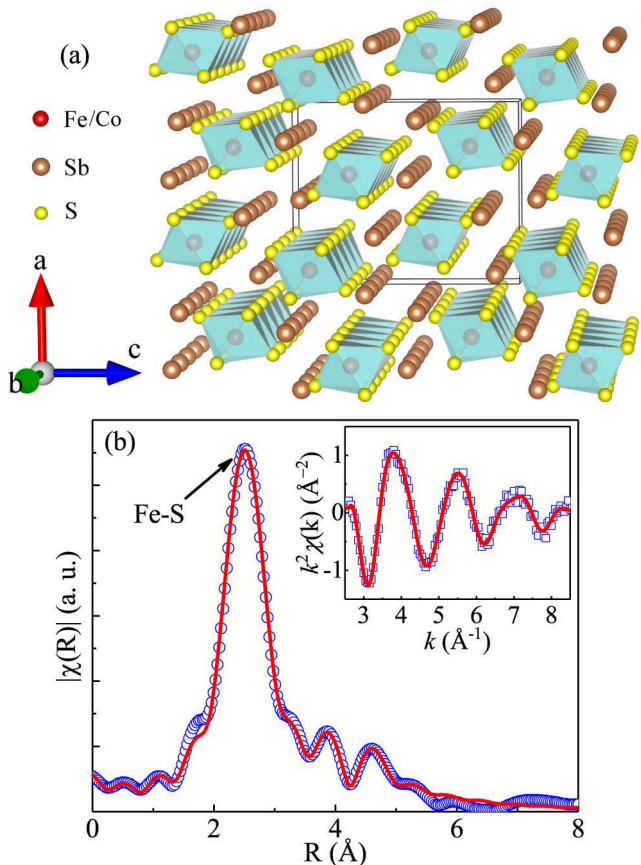 (a)
Fe/Co
Sb
S
a
c
b
(b)
Fe-S
|χ(R)| (a. u.)
0 2 4 6 8
R (Å)
k²χ(k) (Å⁻²)
1
0
-1
3 4 5 6 7 8
k (Å⁻¹)